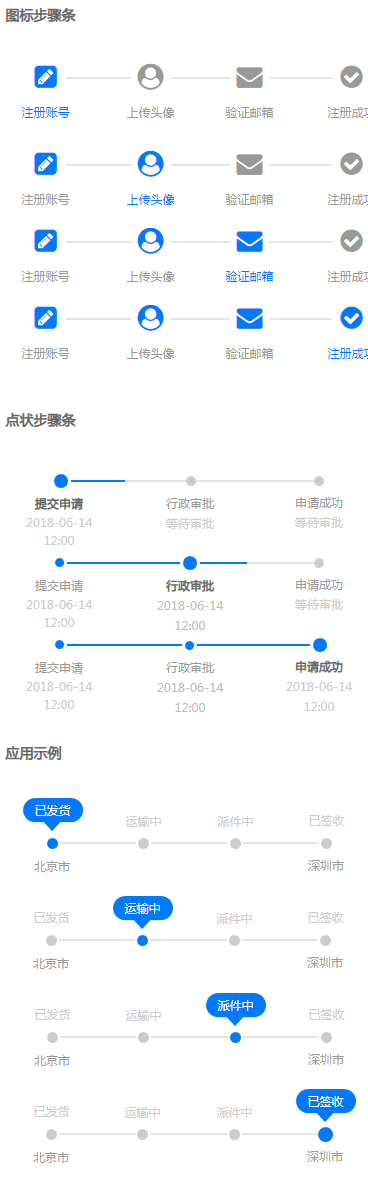 图标步骤条
注册账号 上传头像 验证邮箱 注册成
注册账号 上传头像 验证邮箱 注册成
注册账号 上传头像 验证邮箱 注册成
注册账号 上传头像 验证邮箱 注册成
点状步骤条
提交申请 行政审批 申请成功
2018-06-14 等待审批 等待审批
12:00
提交申请 行政审批 申请成功
2018-06-14 2018-06-14 等待审批
12:00 12:00
提交申请 行政审批 申请成功
2018-06-14 2018-06-14 2018-06-14
12:00 12:00 12:00
应用示例
已发货 运输中 派件中 已签收
北京市 深圳市
已发货 运输中 派件中 已签收
北京市 深圳市
已发货 运输中 派件中 已签收
北京市 深圳市
已发货 运输中 派件中 已签收
北京市 深圳市